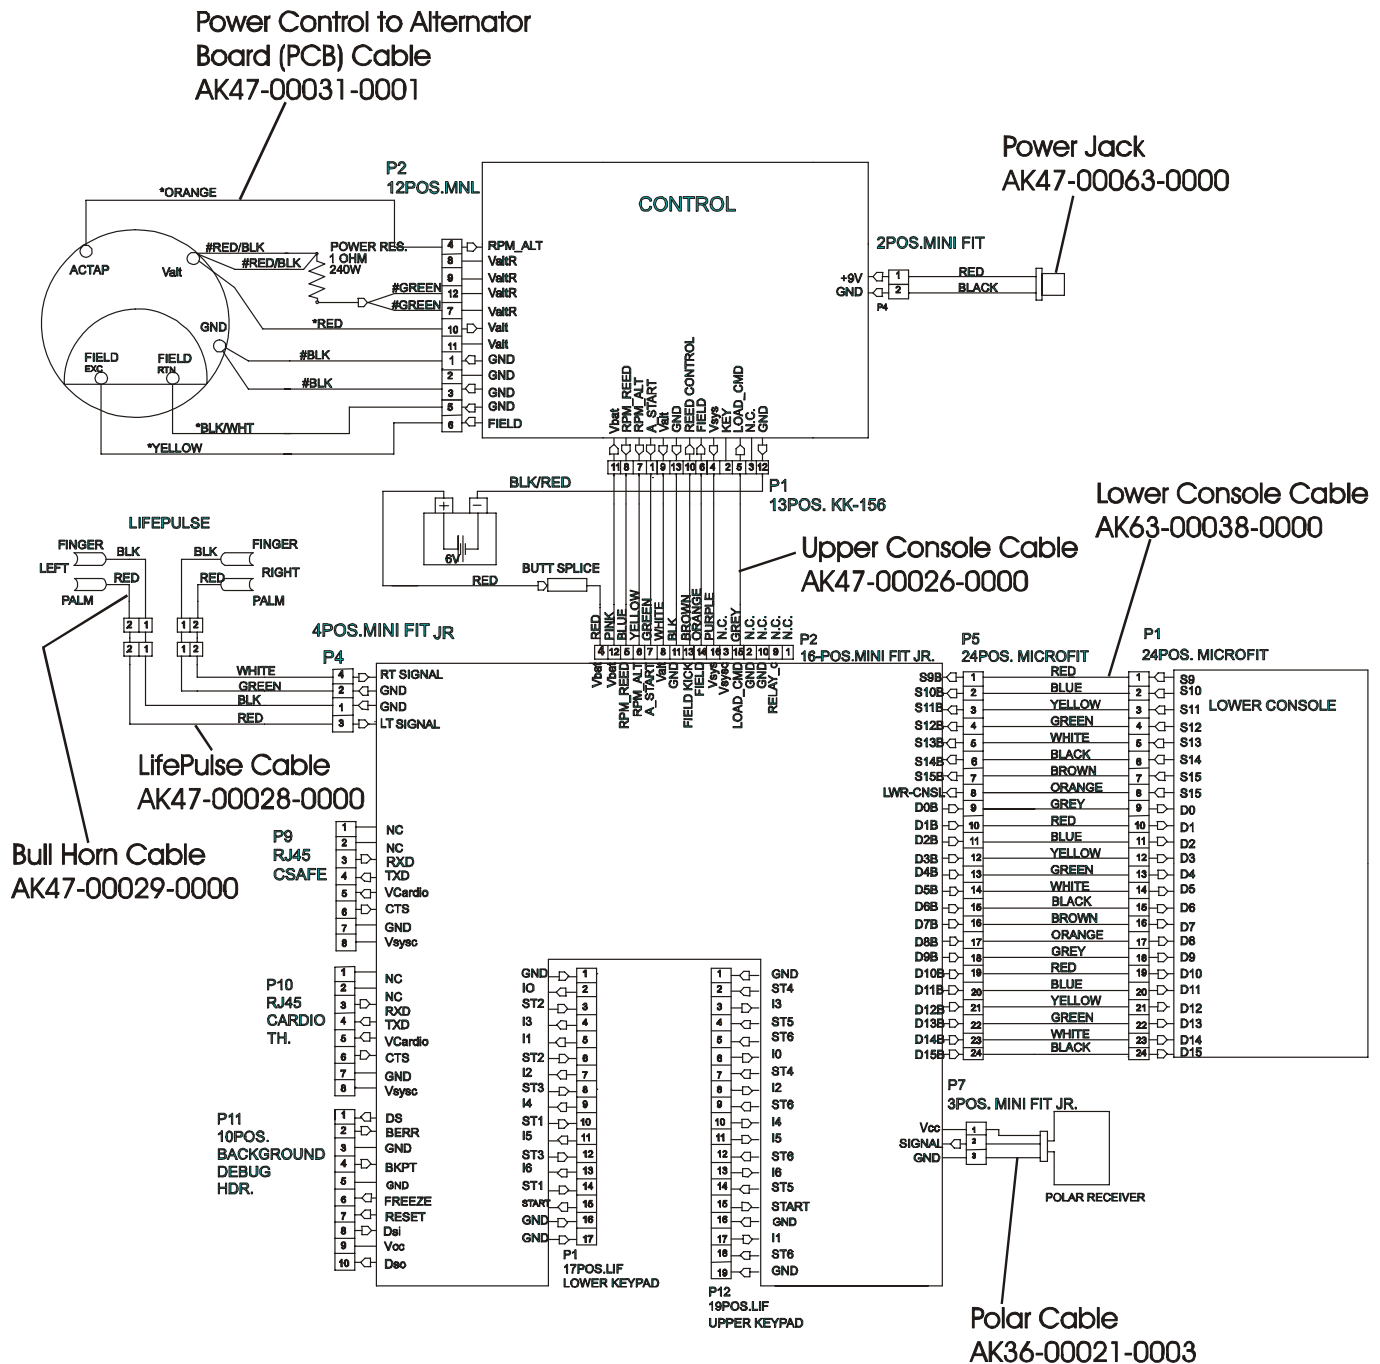 Power Control to Alternator
Board (PCB) Cable
AK47-00031-0001
Power Jack
AK47-00063-0000
P2
12POS.MNL
CONTROL
2POS.MINI FIT
*ORANGE
#RED/BLK
#RED/BLK
POWER RES.
1 OHM
240W
ACTAP
Valt
GND
#GREEN
#GREEN
*RED
#BLK
#BLK
*BLK/WHT
*YELLOW
FIELD
EXC
FIELD
RTN
4 RPM_ALT
8 ValtR
9 ValtR
12 ValtR
7 ValtR
10 Valt
11 Valt
1 GND
2 GND
3 GND
5 GND
6 FIELD
+9V 1 RED
GND 2 BLACK
P4
Vbat
RPM_REED
RPM_ALT
A_START
Valt
GND
REED CONTROL
FIELD
Vsys
KEY
LOAD_CMD
N.C.
GND
11 8 7 1 9 13 10 6 4 2 5 3 12
P1
13POS. KK-156
BLK/RED
+ -
6V
RED
BUTT SPLICE
Upper Console Cable
AK47-00026-0000
Lower Console Cable
AK63-00038-0000
LIFEPULSE
FINGER
BLK
BLK
FINGER
LEFT
RED
RED
RIGHT
PALM
PALM
2 1 1 2
2 1 1 2
4POS.MINI FIT JR
P4
WHITE 4 RT SIGNAL
GREEN 2 GND
BLK 1 GND
RED 3 LT SIGNAL
LifePulse Cable
AK47-00028-0000
Bull Horn Cable
AK47-00029-0000
RED
PINK
BLUE
YELLOW
GREEN
WHITE
BLK
BROWN
ORANGE
PURPLE
N.C.
GREY
N.C.
N.C.
N.C.
N.C.
4 12 5 6 7 8 11 13 14 16 3 15 2 10 9 1
P2
16-POS.MINI FIT JR.
Vbat
Vbat
RPM_REED
RPM_ALT
A_START
Valt
GND
FIELD KICK
FIELD
Vsys
Vsysc
LOAD_CMD
GND
GND
RELAY_C
P5
24POS. MICROFIT
P1
24POS. MICROFIT
LOWER CONSOLE
S9B 1 RED 1 S9
S10B 2 BLUE 2 S10
S11B 3 YELLOW 3 S11
S12B 4 GREEN 4 S12
S13B 5 WHITE 5 S13
S14B 6 BLACK 6 S14
S15B 7 BROWN 7 S15
LWR-CNSL 8 ORANGE 8 S15
D0B 9 GREY 9 D0
D1B 10 RED 10 D1
D2B 11 BLUE 11 D2
D3B 12 YELLOW 12 D3
D4B 13 GREEN 13 D4
D5B 14 WHITE 14 D5
D6B 15 BLACK 15 D6
D7B 16 BROWN 16 D7
D8B 17 ORANGE 17 D8
D9B 18 GREY 18 D9
D10B 19 RED 19 D10
D11B 20 BLUE 20 D11
D12B 21 YELLOW 21 D12
D13B 22 GREEN 22 D13
D14B 23 WHITE 23 D14
D15B 24 BLACK 24 D15
P9
RJ45
CSAFE
1 NC
2 NC
3 RXD
4 TXD
5 VCardio
6 CTS
7 GND
8 Vsysc
P10
RJ45
CARDIO
TH.
1 NC
2 NC
3 RXD
4 TXD
5 VCardio
6 CTS
7 GND
8 Vsysc
P11
10POS.
BACKGROUND
DEBUG
HDR.
1 DS
2 BERR
3 GND
4 BKPT
5 GND
6 FREEZE
7 RESET
8 Dsi
9 Vcc
10 Dso
GND 1
IO 2
ST2 3
I3 4
I1 5
ST2 6
I2 7
ST3 8
I4 9
ST1 10
I5 11
ST3 12
I6 13
ST1 14
START 15
GND 16
GND 17
P1
17POS.LIF
LOWER KEYPAD
1 GND
2 ST4
3 I3
4 ST5
5 ST6
6 I0
7 ST4
8 I2
9 ST6
10 I4
11 I5
12 ST6
13 I6
14 ST5
15 START
16 GND
17 I1
18 ST6
19 GND
P12
19POS.LIF
UPPER KEYPAD
P7
3POS. MINI FIT JR.
Vcc 1
SIGNAL 2
GND 3
POLAR RECEIVER
Polar Cable
AK36-00021-0003